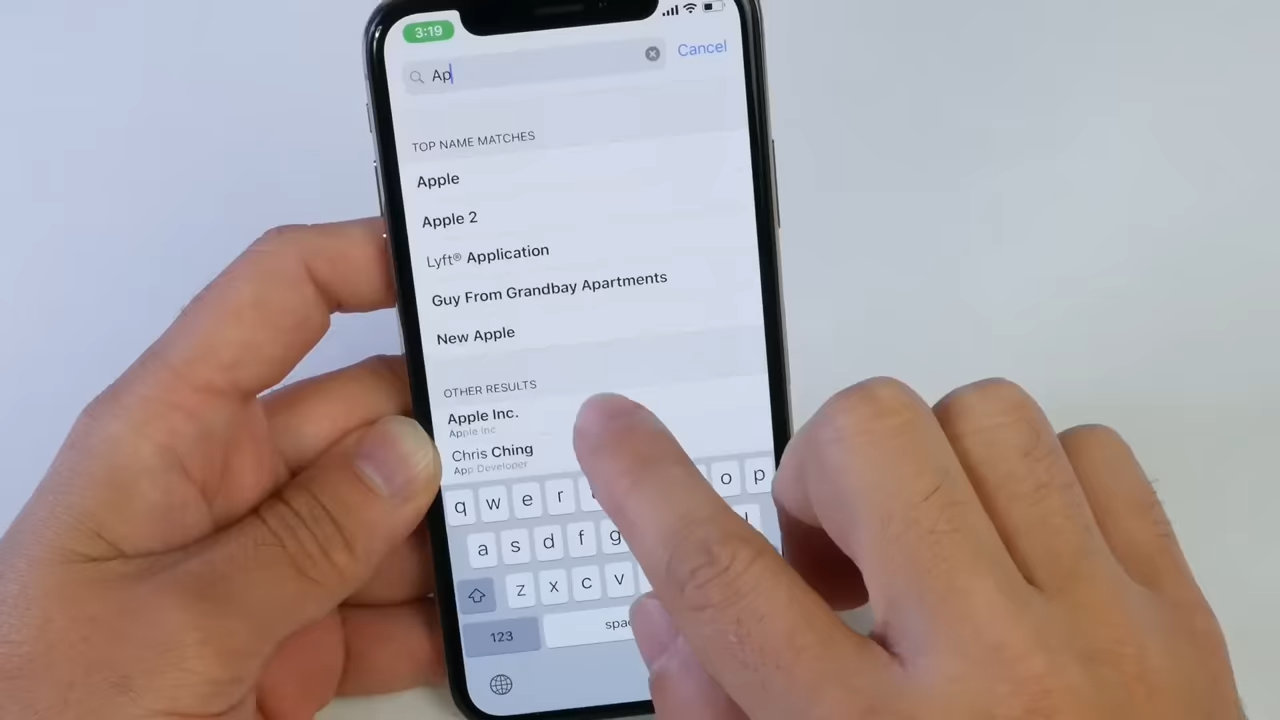 3:19
Ap
Cancel
TOP NAME MATCHES
Apple
Apple 2
Lyft® Application
Guy From Grandbay Apartments
New Apple
OTHER RESULTS
Apple Inc.
Apple Inc
Chris Ching
App Developer
q w e r o p
a s d f g
z x c v
123